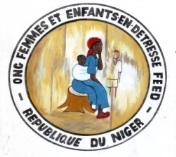 ONG FEMMES ET ENFANTS EN DETRESSE FEED
REPUBLIQUE DU NIGER